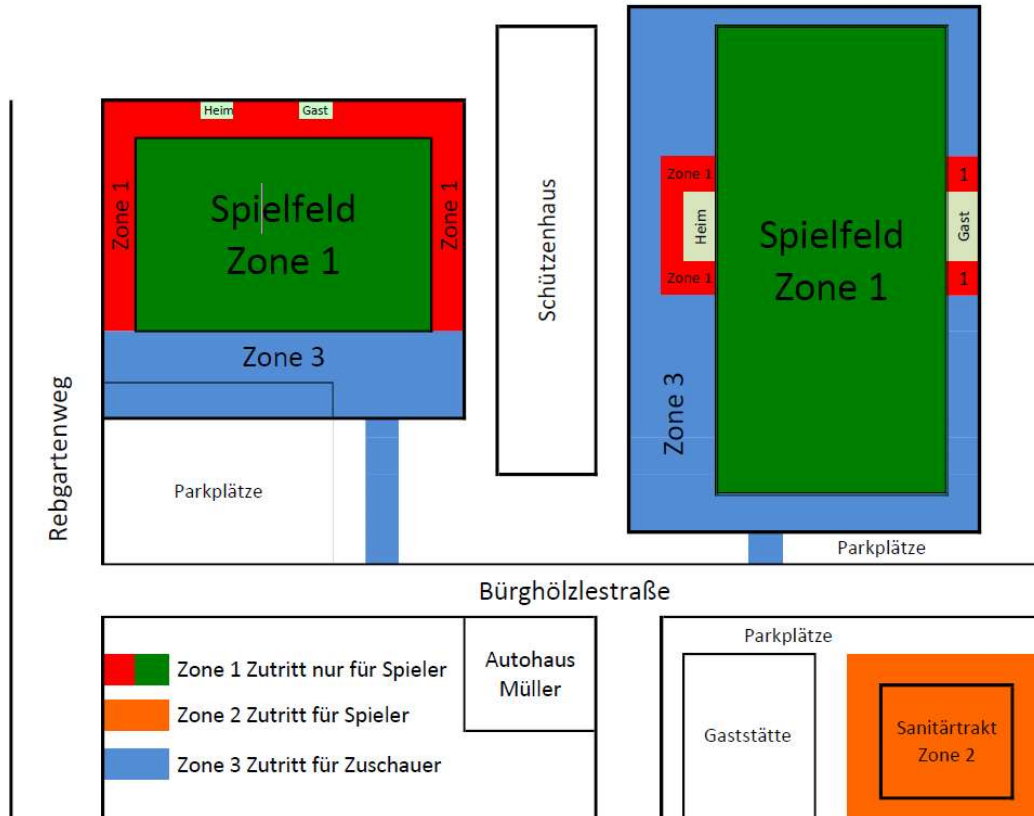 Heim
Gast
Zone 1
Spielfeld
Zone 1
Zone 1
Zone 3
Rebgartenweg
Parkplätze
Schützenhaus
Zone 1
1
Heim
Spielfeld
Zone 1
Gast
Zone 1
1
Zone 3
Parkplätze
Bürghölzlestraße
Zone 1 Zutritt nur für Spieler
Zone 2 Zutritt für Spieler
Zone 3 Zutritt für Zuschauer
Autohaus
Müller
Parkplätze
Gaststätte
Sanitärtrakt
Zone 2